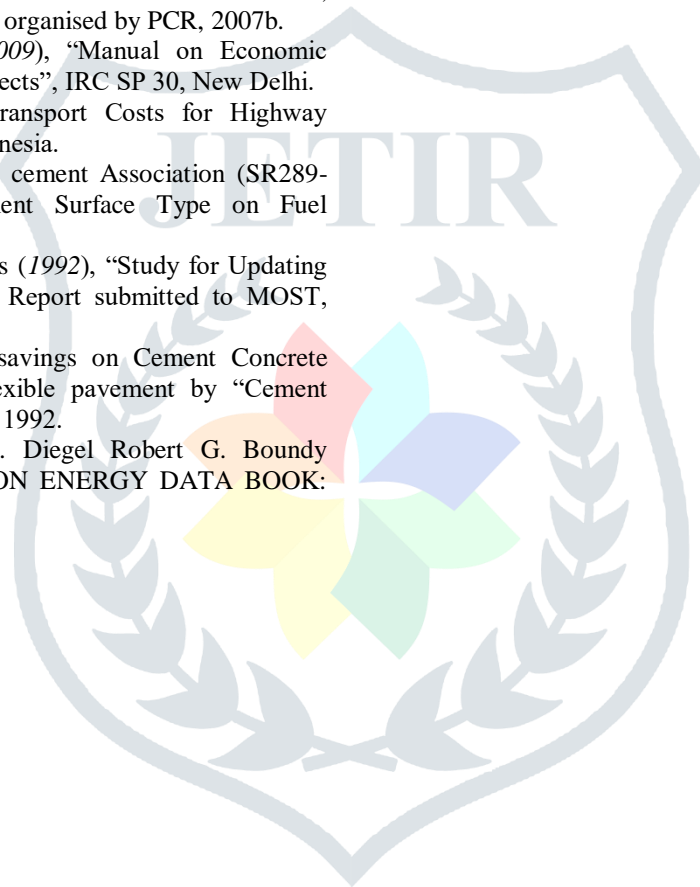 organised by PCR, 2007b.
009), “Manual on Economic
ects”, IRC SP 30, New Delhi.
ransport Costs for Highway
nesia.
cement Association (SR289-
ent Surface Type on Fuel
s (1992), “Study for Updating
Report submitted to MOST,
savings on Cement Concrete
exible pavement by “Cement
1992.
. Diegel Robert G. Boundy
ON ENERGY DATA BOOK:
JETIR